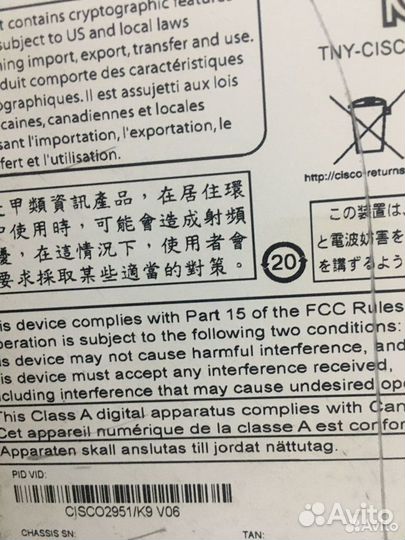 t contains cryptographic feature
subject to US and local laws
ning import, export, transfer and use.
duit comporte des caractéristiques
ographiques. Il est assujetti aux lois
icaines, canadiennes et locales
sant l'importation, l'exportation, le
fert et l'utilisation.
TNY-CISC
http://cisco-returns
甲類資訊產品，在居住環
使用時，可能會造成射頻
擾，在這情況下，使用者會
要求採取某些適當的對策。
20
この装置は、
と電波妨害を
を講ずるよう
is device complies with Part 15 of the FCC Rules
peration is subject to the following two conditions:
is device may not cause harmful interference, and
is device must accept any interference received,
cluding interference that may cause undesired ope
This Class A digital apparatus complies with Can
Cet appareil numérique de la classe A est confor
Apparaten skall anslutas till jordat nättutag.
PID VID:
CISCO2951/K9 V06
CHASSIS SN:
TAN:
Avito